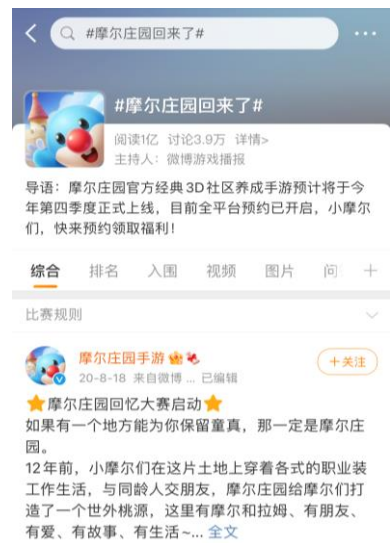 #摩尔庄园回来了#
#摩尔庄园回来了#
阅读1亿 讨论3.9万 详情>
主持人：微博游戏播报
导语：摩尔庄园官方经典3D社区养成手游预计将于今
年第四季度正式上线，目前全平台预约已开启，小摩尔
们，快来预约领取福利！
综合 排名 入围 视频 图片 问
比赛规则
摩尔庄园手游
+关注
20-8-18 来自微博 ... 已编辑
摩尔庄园回忆大赛启动
如果有一个地方能为你保留童真，那一定是摩尔庄
园。
12年前，小摩尔们在这片土地上穿着各式的职业装
工作生活，与同龄人交朋友，摩尔庄园给摩尔们打
造了一个世外桃源，这里有摩尔和拉姆、有朋友、
有爱、有故事、有生活~... 全文